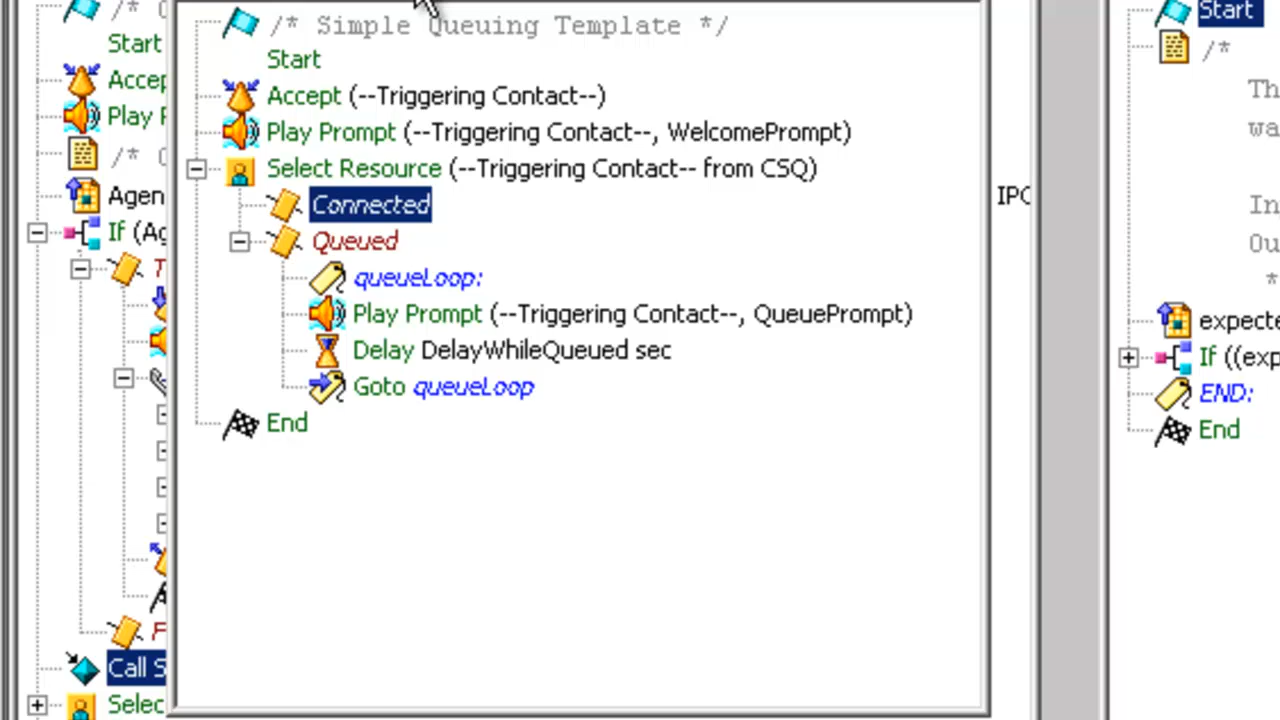 /*
Start
Accep
Play P
/*
Agen
If (Ag
T
F
Call S
Selec
/* Simple Queuing Template */
Start
Accept (--Triggering Contact--)
Play Prompt (--Triggering Contact--, WelcomePrompt)
Select Resource (--Triggering Contact-- from CSQ)
Connected
Queued
queueLoop:
Play Prompt (--Triggering Contact--, QueuePrompt)
Delay DelayWhileQueued sec
Goto queueLoop
End
IPC
Start
/*
Th
wa
In
Ou
*
expecte
If ((exp
END:
End